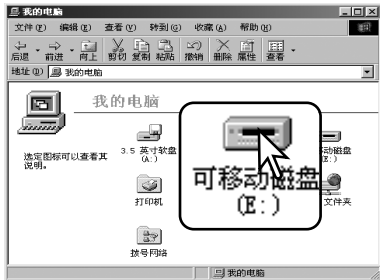 我的电脑
文件(F) 编辑(E) 查看(V) 转到(G) 收藏(A) 帮助(H)
后退 前进 向上 剪切 复制 粘贴 撤销 删除 属性 查看
地址(D) 我的电脑
我的电脑
选定图标可以查看其
说明。
3.5 英寸软盘
(A:)
可移动磁盘
(E:)
动磁盘
(E:)
打印机
文件夹
拨号网络
我的电脑